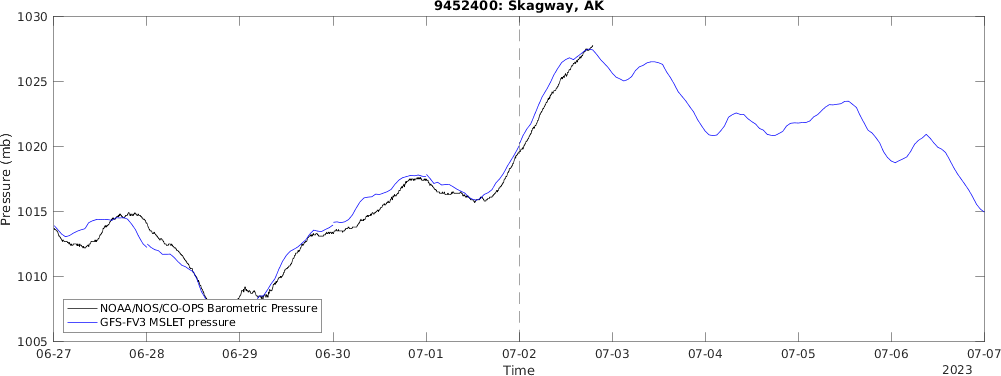 9452400: Skagway, AK
Pressure (mb)
1030
1025
1020
1015
1010
1005
NOAA/NOS/CO-OPS Barometric Pressure
GFS-FV3 MSLET pressure
06-27 06-28 06-29 06-30 07-01 07-02 07-03 07-04 07-05 07-06 07-07
Time
2023